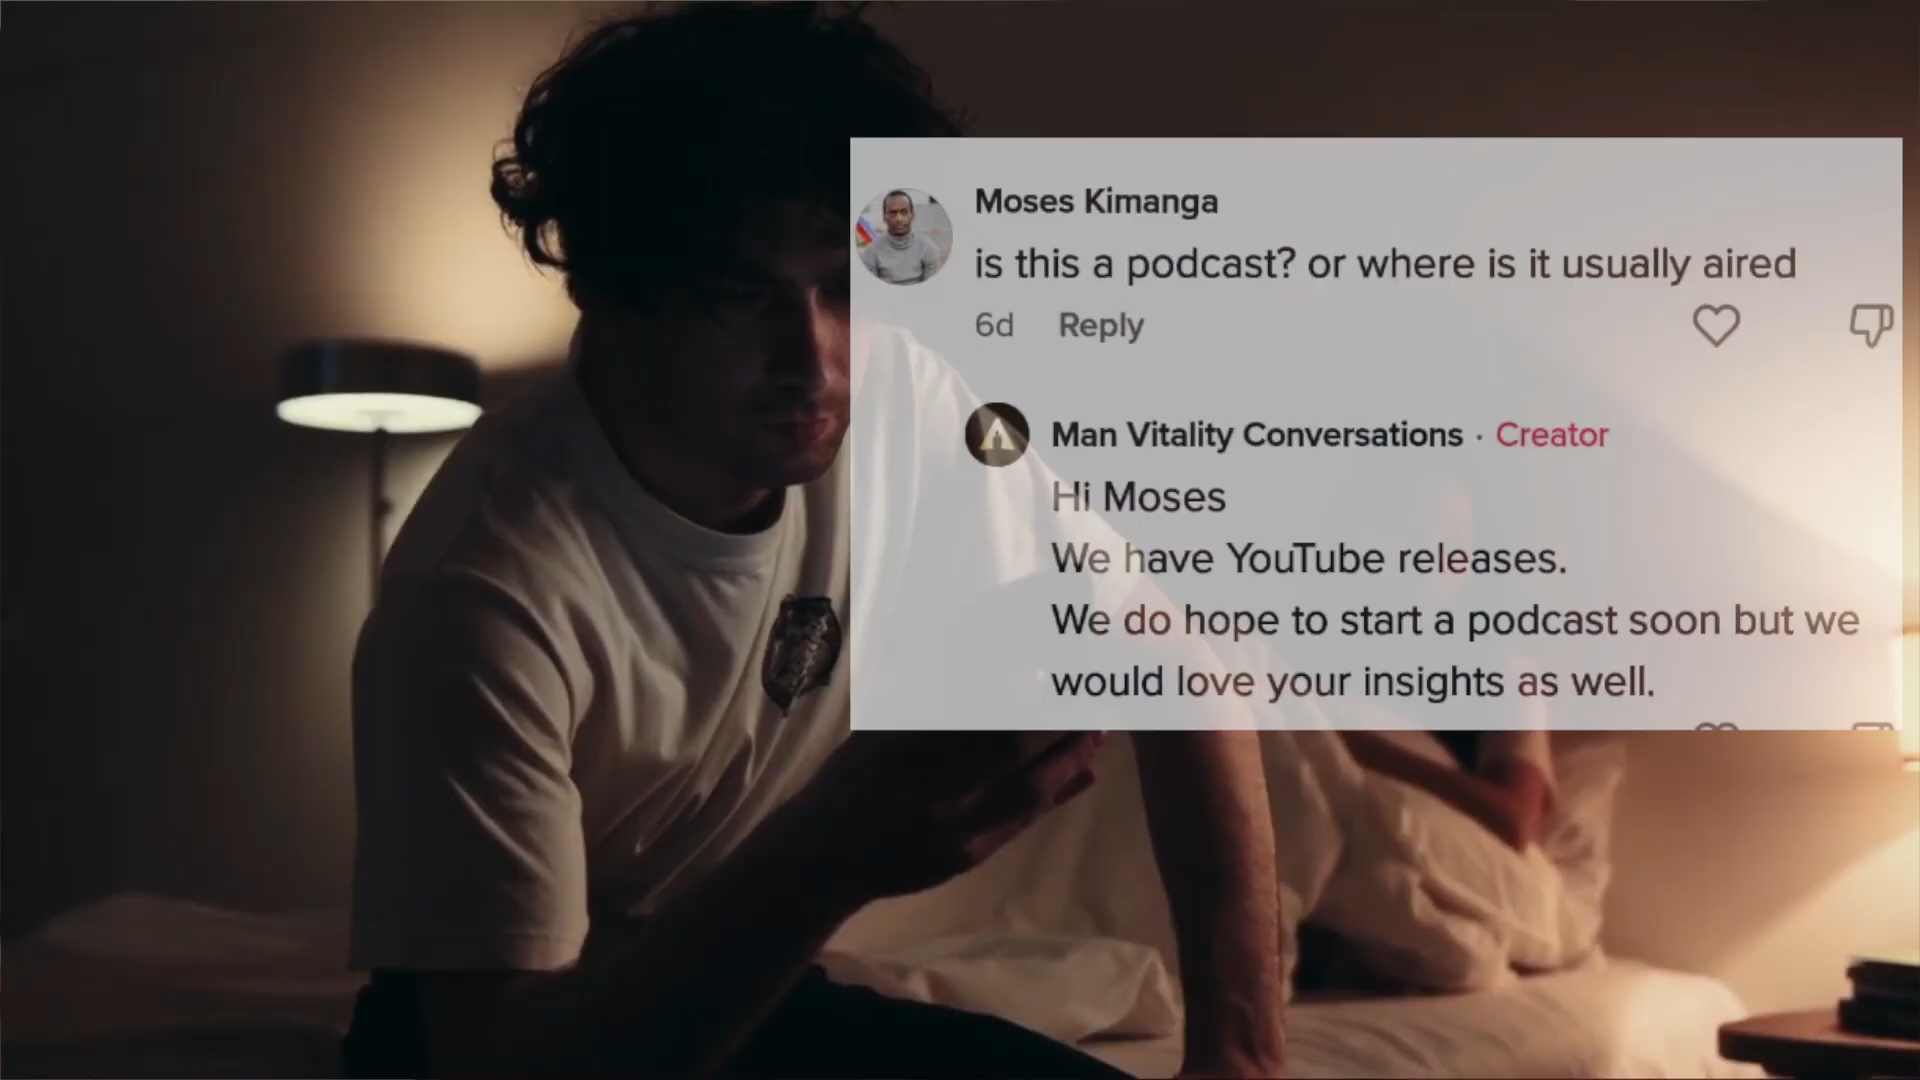 Moses Kimanga
is this a podcast? or where is it usually aired
6d Reply
Man Vitality Conversations · Creator
Hi Moses
We have YouTube releases.
We do hope to start a podcast soon but we
would love your insights as well.